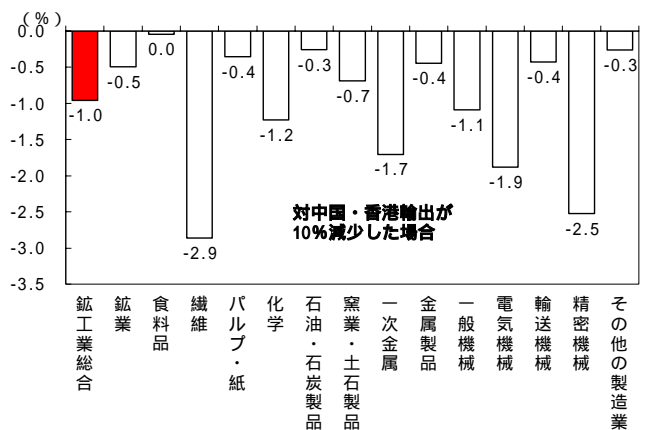 (%)
0.0
-0.5
-1.0
-1.5
-2.0
-2.5
-3.0
-3.5
-1.0
-0.5
0.0
-2.9
-0.4
-1.2
-0.3
-0.7
-1.7
-0.4
-1.1
-1.9
-0.4
-2.5
-0.3
対中国・香港輸出が
10%減少した場合
鉱工業総合
鉱業
食料品
繊維
パルプ・紙
化学
石油・石炭製品
窯業・土石製品
一次金属
金属製品
一般機械
電気機械
輸送機械
精密機械
その他の製造業